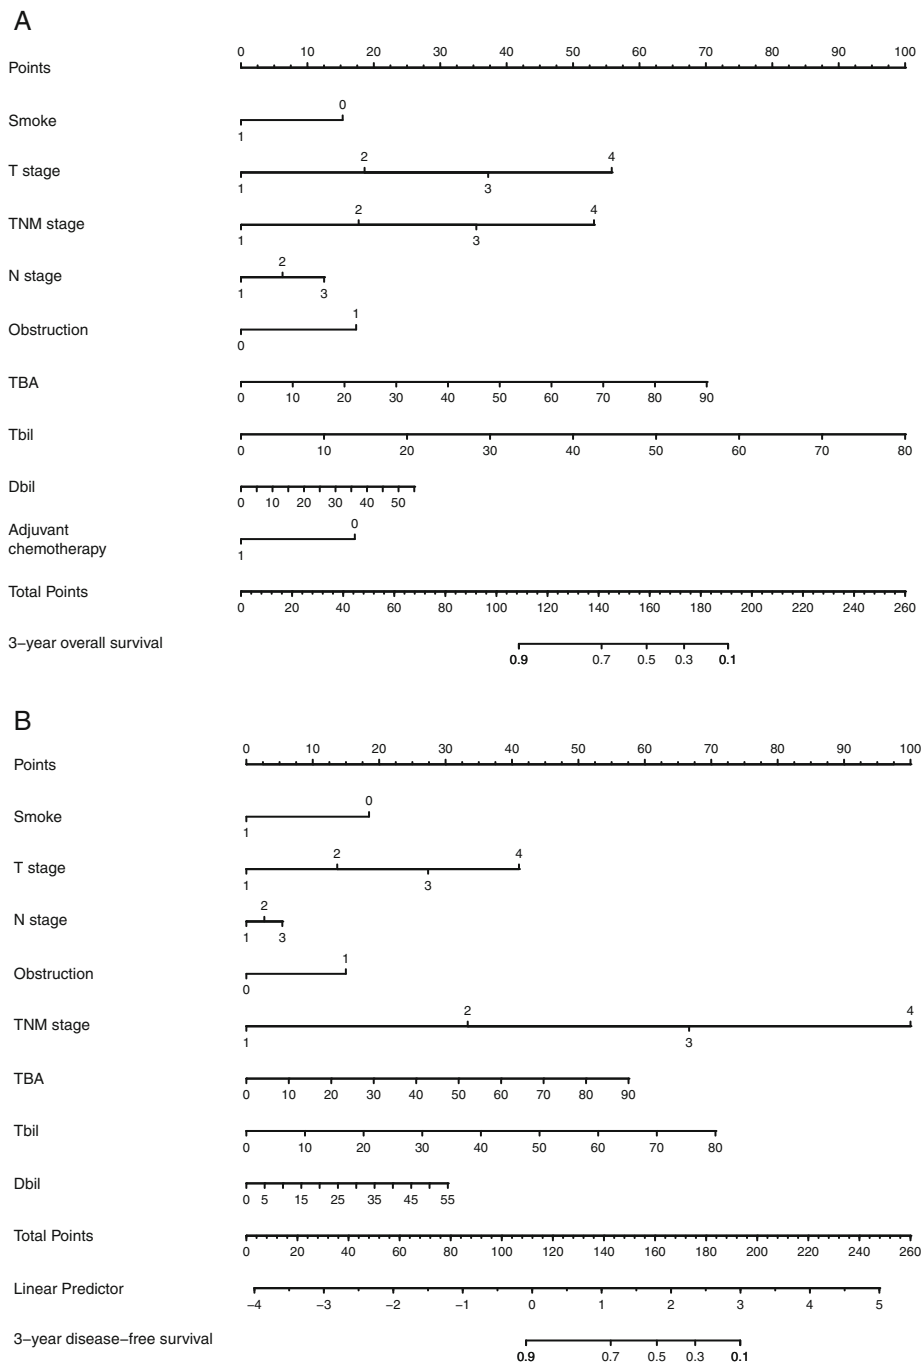 A
0 10 20 30 40 50 60 70 80 90 100
Points
0
Smoke
1
2 4
T stage
1 3
2 4
TNM stage
1 3
2
N stage
1 3
1
Obstruction
0
TBA
0 10 20 30 40 50 60 70 80 90
Tbil
0 10 20 30 40 50 60 70 80
Dbil
0 10 20 30 40 50
Adjuvant
chemotherapy
0
1
Total Points
0 20 40 60 80 100 120 140 160 180 200 220 240 260
3−year overall survival
0.9 0.7 0.5 0.3 0.1
B
0 10 20 30 40 50 60 70 80 90 100
Points
0
Smoke
1
2 4
T stage
1 3
2
N stage
1 3
1
Obstruction
0
2 4
TNM stage
1 3
TBA
0 10 20 30 40 50 60 70 80 90
Tbil
0 10 20 30 40 50 60 70 80
Dbil
0 5 15 25 35 45 55
Total Points
0 20 40 60 80 100 120 140 160 180 200 220 240 260
Linear Predictor
−4 −3 −2 −1 0 1 2 3 4 5
3−year disease−free survival
0.9 0.7 0.5 0.3 0.1